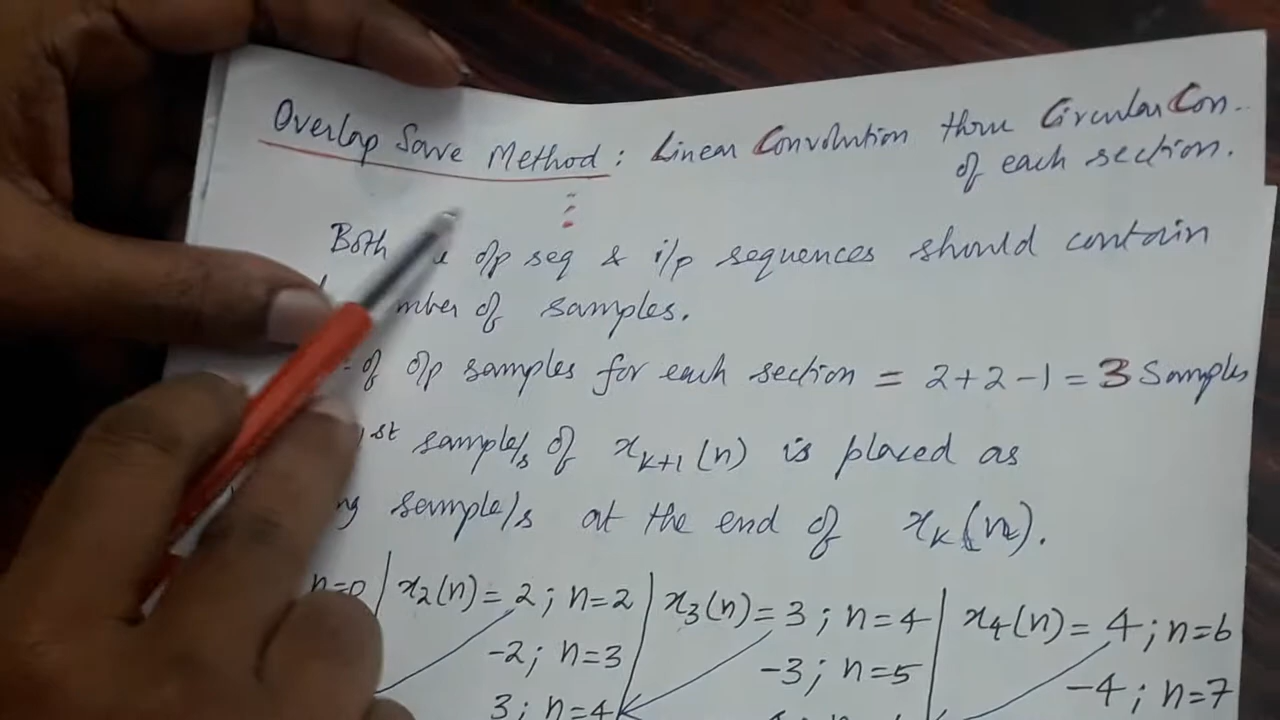 Overlap Save Method : Linear Convolution thru Circular Con..
of each section.
Both o/p seq & i/p sequences should contain
mber of samples.
of o/p samples for each section = 2+2-1 = 3 Samples
st sample/s of x_{k+1}(n) is placed as
ng sample/s at the end of x_k(n).
n=0 | x_2(n) = 2 ; n=2 | x_3(n) = 3 ; n=4 | x_4(n) = 4 ; n=6
-2 ; n=3 -3 ; n=5 -4 ; n=7
3 ; n=4